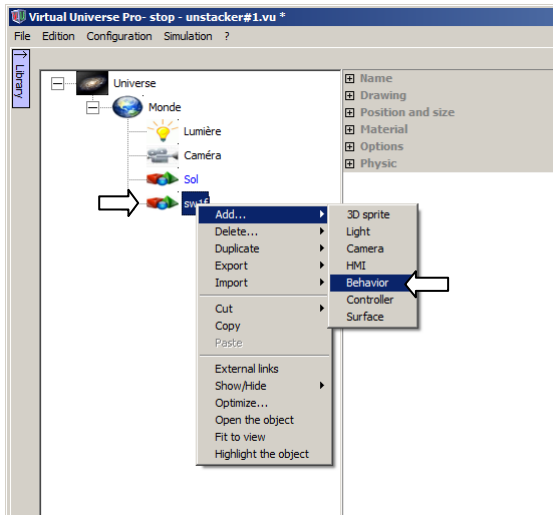 Virtual Universe Pro- stop - unstacker#1.vu *
File Edition Configuration Simulation ?
Library
Universe
Monde
Lumière
Caméra
Sol
Name
Drawing
Position and size
Material
Options
Physic
Add...
Delete...
Duplicate
Export
Import
Cut
Copy
Paste
External links
Show/Hide
Optimize...
Open the object
Fit to view
Highlight the object
3D sprite
Light
Camera
HMI
Behavior
Controller
Surface